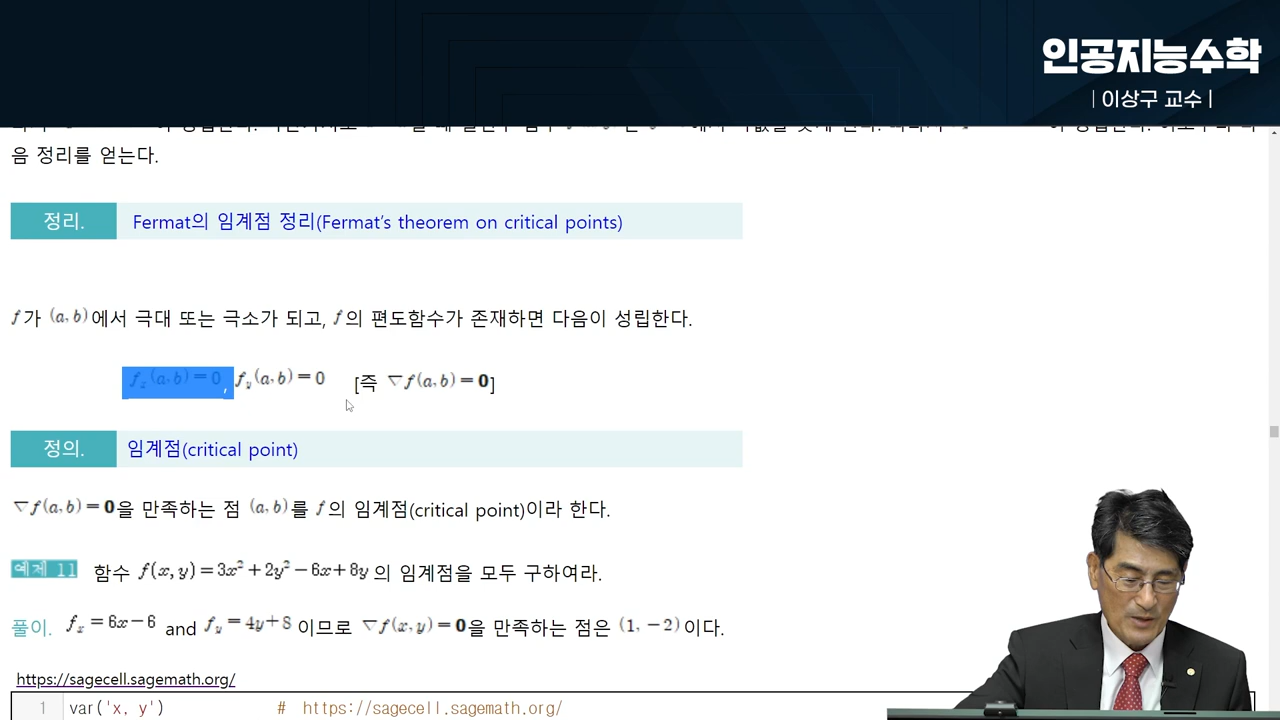 인공지능수학
| 이상구 교수 |
음 정리를 얻는다.
정리. Fermat의 임계점 정리(Fermat's theorem on critical points)
f가 (a, b)에서 극대 또는 극소가 되고, f의 편도함수가 존재하면 다음이 성립한다.
f_x(a, b) = 0, f_y(a, b) = 0 [즉 ∇f(a, b) = 0]
정의. 임계점(critical point)
∇f(a, b) = 0을 만족하는 점 (a, b)를 f의 임계점(critical point)이라 한다.
예제 11 함수 f(x, y) = 3x² + 2y² − 6x + 8y 의 임계점을 모두 구하여라.
풀이. f_x = 6x − 6 and f_y = 4y + 8 이므로 ∇f(x, y) = 0을 만족하는 점은 (1, −2)이다.
https://sagecell.sagemath.org/
1 var('x, y') # https://sagecell.sagemath.org/